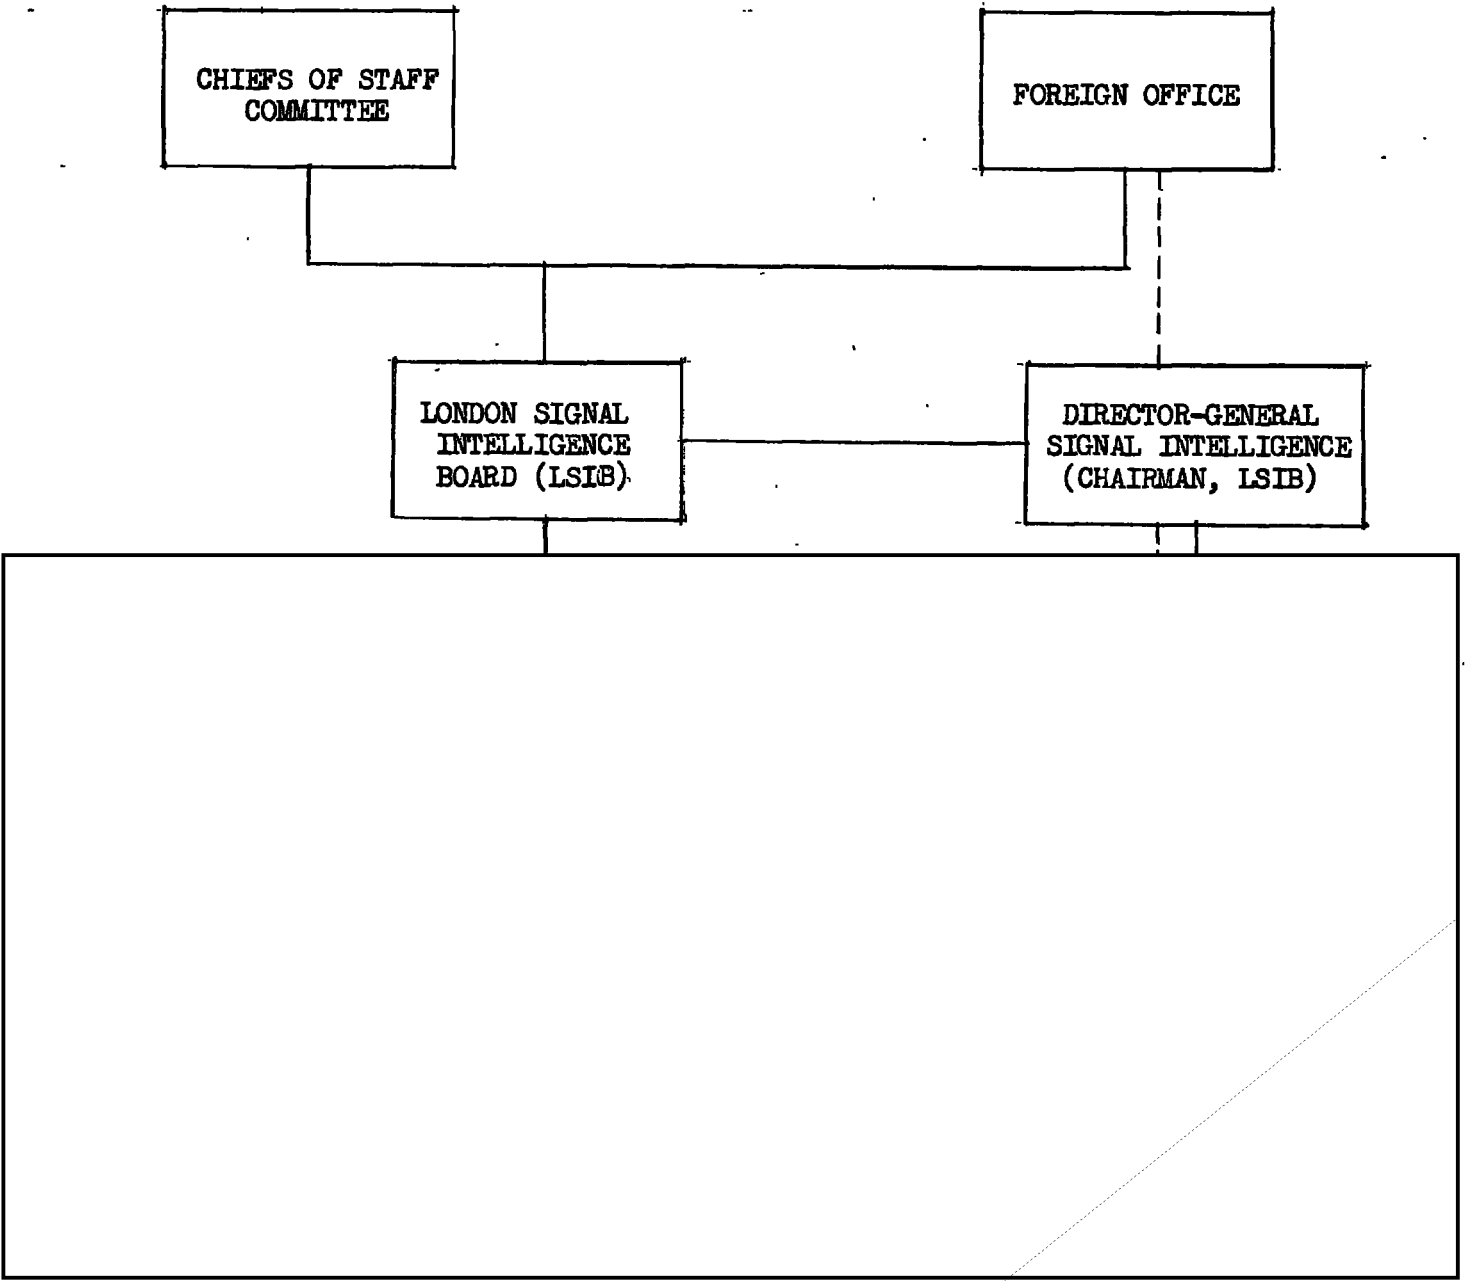 CHIEFS OF STAFF
COMMITTEE
FOREIGN OFFICE
LONDON SIGNAL
INTELLIGENCE
BOARD (LSIB)
DIRECTOR-GENERAL
SIGNAL INTELLIGENCE
(CHAIRMAN, LSIB)